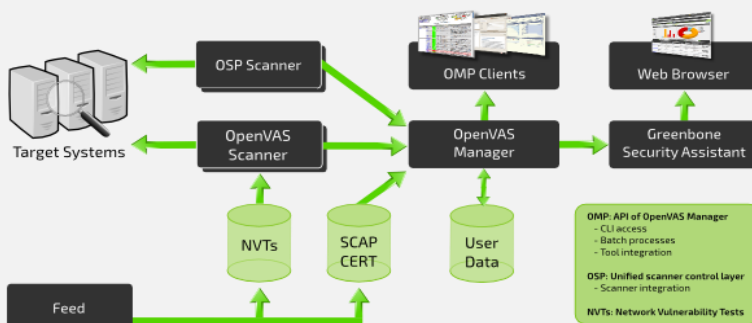 OSP Scanner
OMP Clients
Web Browser
Target Systems
OpenVAS
Scanner
OpenVAS
Manager
Greenbone
Security Assistant
NVTs
SCAP
CERT
User
Data
OMP: API of OpenVAS Manager
- CLI access
- Batch processes
- Tool integration
OSP: Unified scanner control layer
- Scanner integration
NVTs: Network Vulnerability Tests
Feed